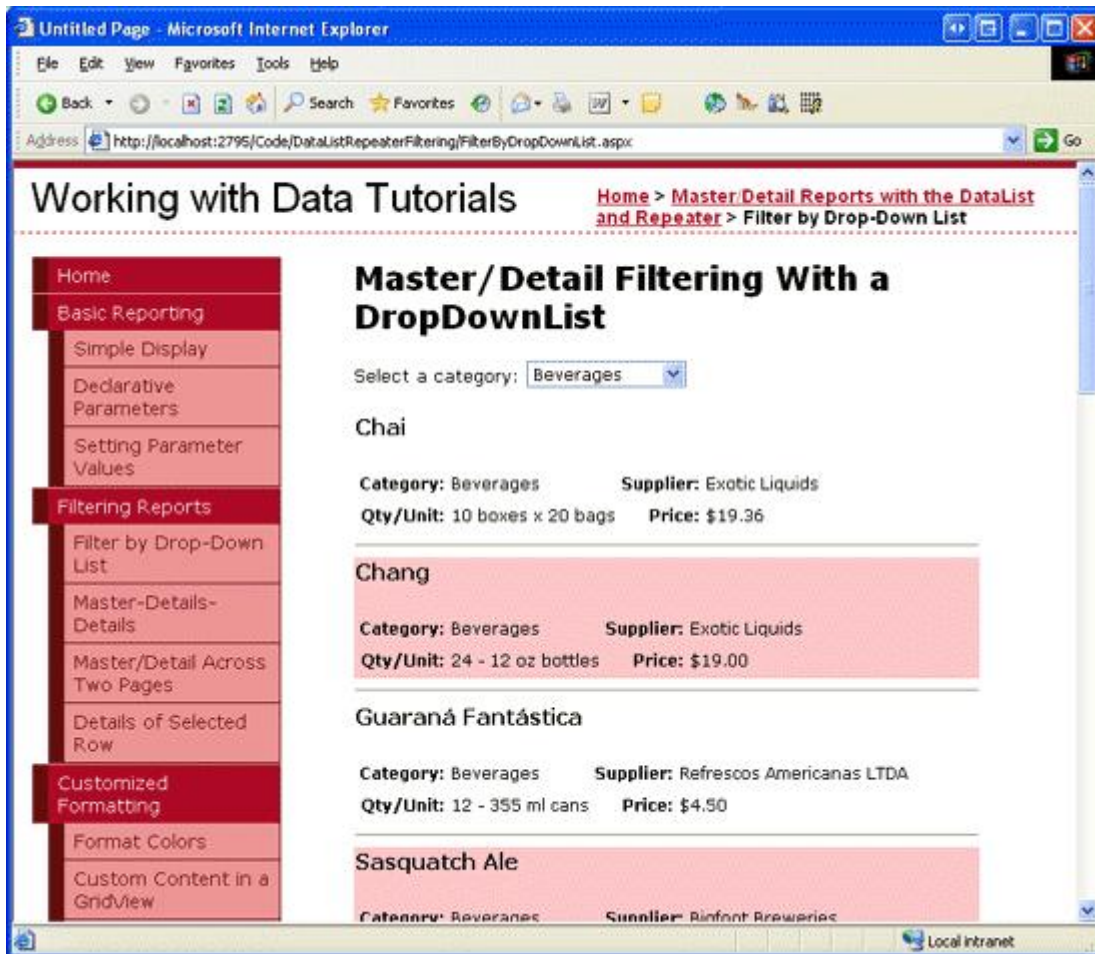 Untitled Page - Microsoft Internet Explorer
File Edit View Favorites Tools Help
Back Search Favorites
Address http://localhost:2795/Code/DataListRepeaterFiltering/FilterByDropDownList.aspx Go
Working with Data Tutorials
Home > Master/Detail Reports with the DataList
and Repeater > Filter by Drop-Down List
Home
Basic Reporting
Simple Display
Declarative
Parameters
Setting Parameter
Values
Filtering Reports
Filter by Drop-Down
List
Master-Details-
Details
Master/Detail Across
Two Pages
Details of Selected
Row
Customized
Formatting
Format Colors
Custom Content in a
GridView
Master/Detail Filtering With a
DropDownList
Select a category: Beverages
Chai
Category: Beverages Supplier: Exotic Liquids
Qty/Unit: 10 boxes x 20 bags Price: $19.36
Chang
Category: Beverages Supplier: Exotic Liquids
Qty/Unit: 24 - 12 oz bottles Price: $19.00
Guaraná Fantástica
Category: Beverages Supplier: Refrescos Americanas LTDA
Qty/Unit: 12 - 355 ml cans Price: $4.50
Sasquatch Ale
Category: Beverages Supplier: Bigfoot Breweries
Local intranet